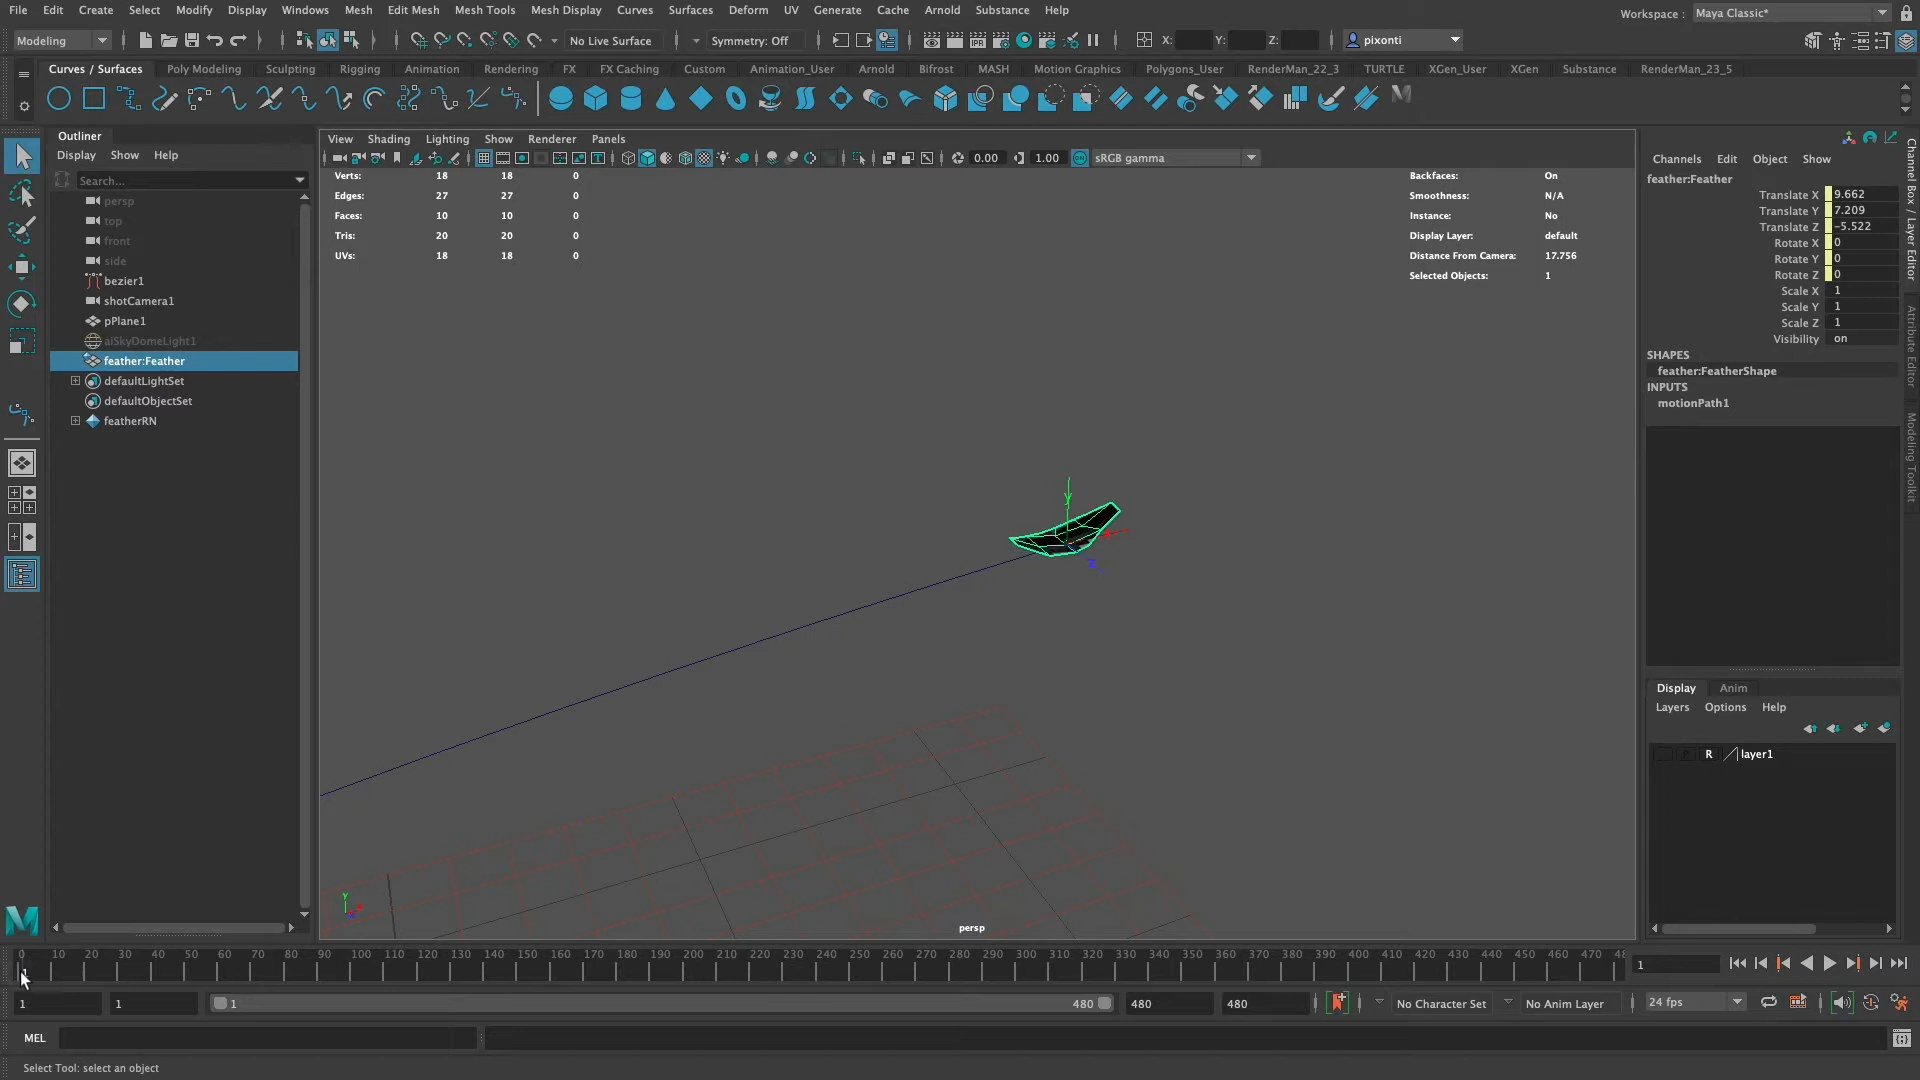 File Edit Create Select Modify Display Windows Mesh Edit Mesh Mesh Tools Mesh Display Curves Surfaces Deform UV Generate Cache Arnold Substance Help
Workspace : Maya Classic*
Modeling No Live Surface Symmetry: Off X: Y: Z: pixonti
Curves / Surfaces Poly Modeling Sculpting Rigging Animation Rendering FX FX Caching Custom Animation_User Arnold Bifrost MASH Motion Graphics Polygons_User RenderMan_22_3 TURTLE XGen_User XGen Substance RenderMan_23_5
Outliner
Display Show Help
Search...
persp
top
front
side
bezier1
shotCamera1
pPlane1
aiSkyDomeLight1
feather:Feather
defaultLightSet
defaultObjectSet
featherRN
View Shading Lighting Show Renderer Panels
0.00 1.00 sRGB gamma
Verts: 18 18 0
Edges: 27 27 0
Faces: 10 10 0
Tris: 20 20 0
UVs: 18 18 0
Backfaces: On
Smoothness: N/A
Instance: No
Display Layer: default
Distance From Camera: 17.756
Selected Objects: 1
y
z
Y
persp
Channels Edit Object Show
feather:Feather
Translate X 9.662
Translate Y 7.209
Translate Z -5.522
Rotate X 0
Rotate Y 0
Rotate Z 0
Scale X 1
Scale Y 1
Scale Z 1
Visibility on
SHAPES
feather:FeatherShape
INPUTS
motionPath1
Channel Box / Layer Editor
Attribute Editor
Modeling Toolkit
Display Anim
Layers Options Help
R layer1
0 10 20 30 40 50 60 70 80 90 100 110 120 130 140 150 160 170 180 190 200 210 220 230 240 250 260 270 280 290 300 310 320 330 340 350 360 370 380 390 400 410 420 430 440 450 460 470 48
1
1 1 1 480 480 480 No Character Set No Anim Layer 24 fps
MEL
Select Tool: select an object